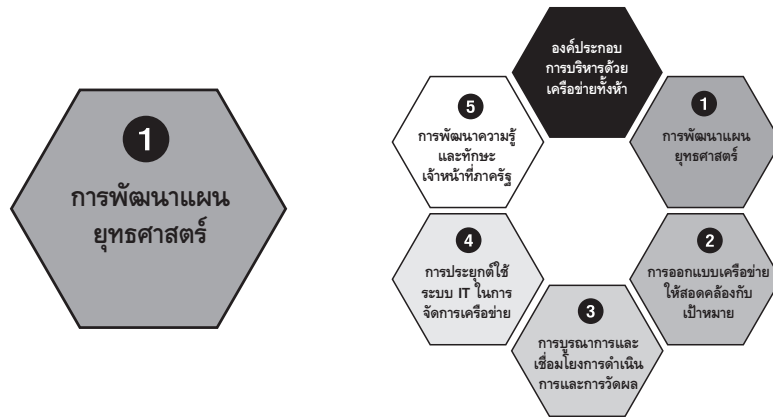 1
การพัฒนาแผน
ยุทธศาสตร์
องค์ประกอบ
การบริหารด้วย
เครือข่ายทั้งห้า
1
การพัฒนาแผน
ยุทธศาสตร์
2
การออกแบบเครือข่าย
ให้สอดคล้องกับ
เป้าหมาย
3
การบูรณาการและ
เชื่อมโยงการดำเนิน
การและการวัดผล
4
การประยุกต์ใช้
ระบบ IT ในการ
จัดการเครือข่าย
5
การพัฒนาความรู้
และทักษะ
เจ้าหน้าที่ภาครัฐ